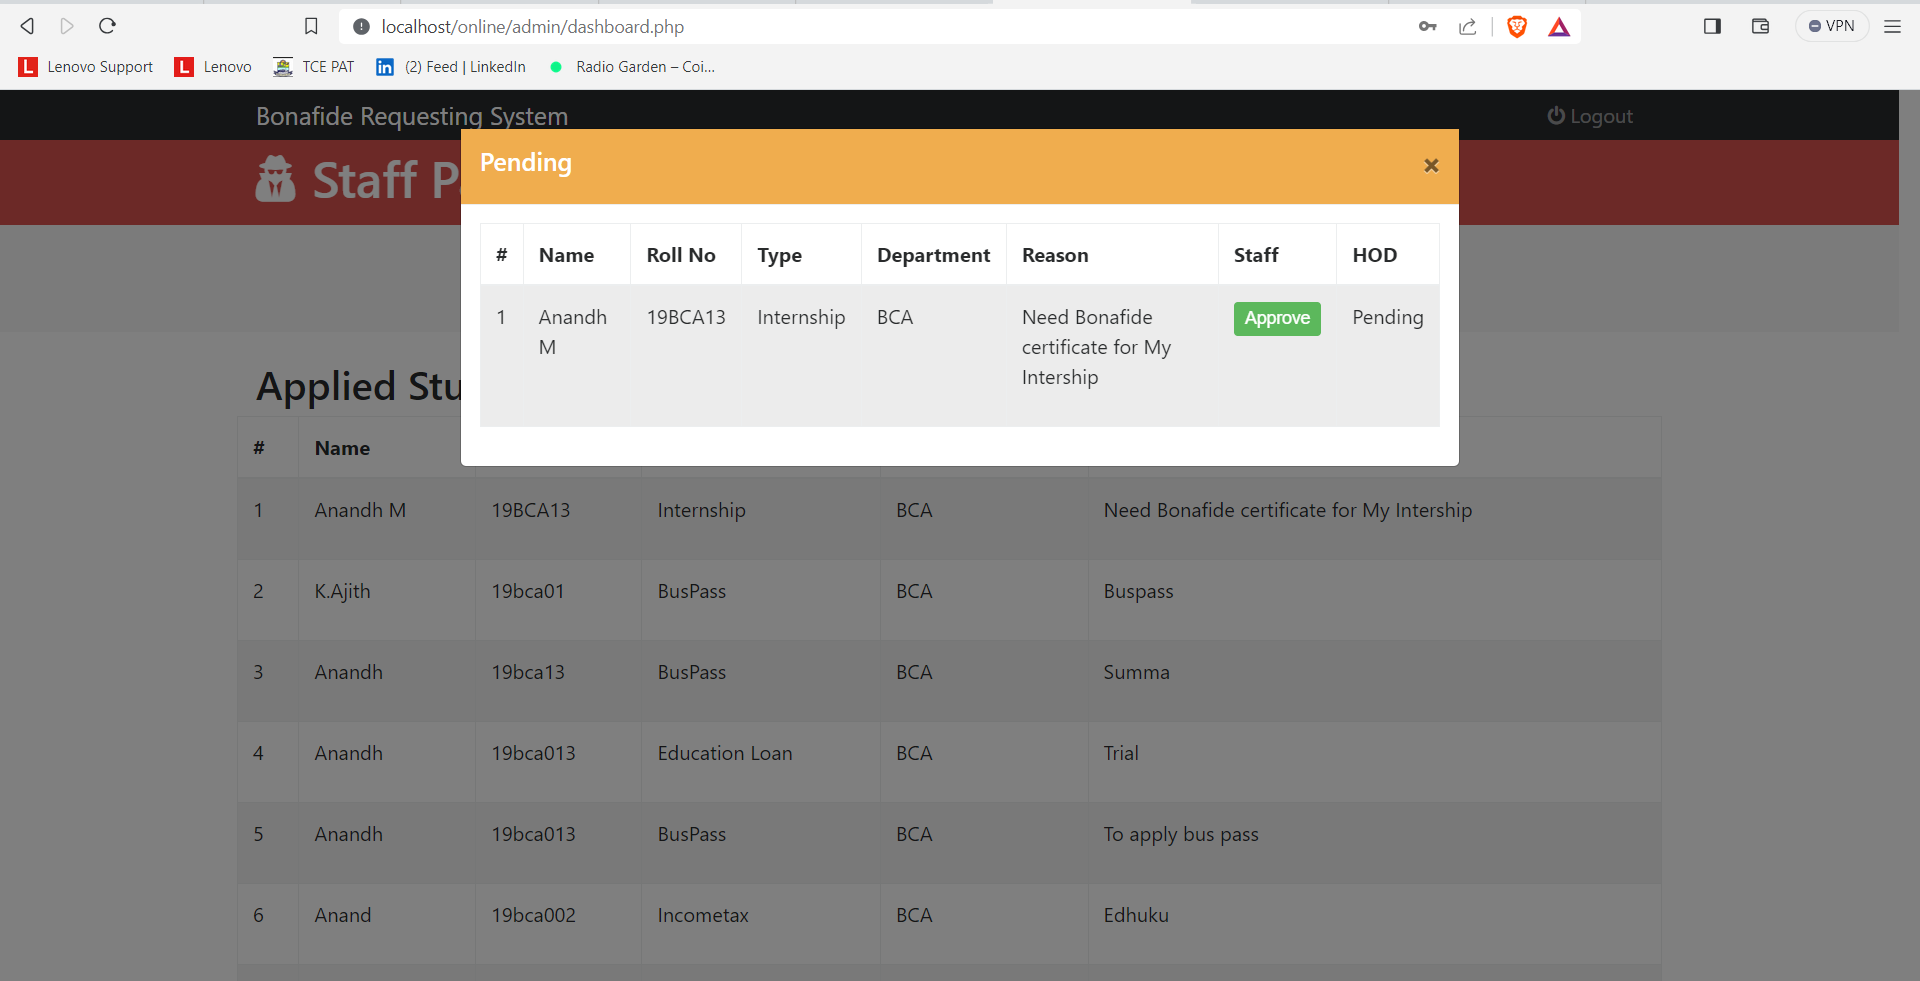 localhost/online/admin/dashboard.php
VPN
Lenovo Support Lenovo TCE PAT (2) Feed | LinkedIn Radio Garden – Coi...
Bonafide Requesting System Logout
Staff
Pending ×
# Name Roll No Type Department Reason Staff HOD
1 Anandh M 19BCA13 Internship BCA Need Bonafide certificate for My Intership Approve Pending
Applied Stu
# Name
1 Anandh M 19BCA13 Internship BCA Need Bonafide certificate for My Intership
2 K.Ajith 19bca01 BusPass BCA Buspass
3 Anandh 19bca13 BusPass BCA Summa
4 Anandh 19bca013 Education Loan BCA Trial
5 Anandh 19bca013 BusPass BCA To apply bus pass
6 Anand 19bca002 Incometax BCA Edhuku